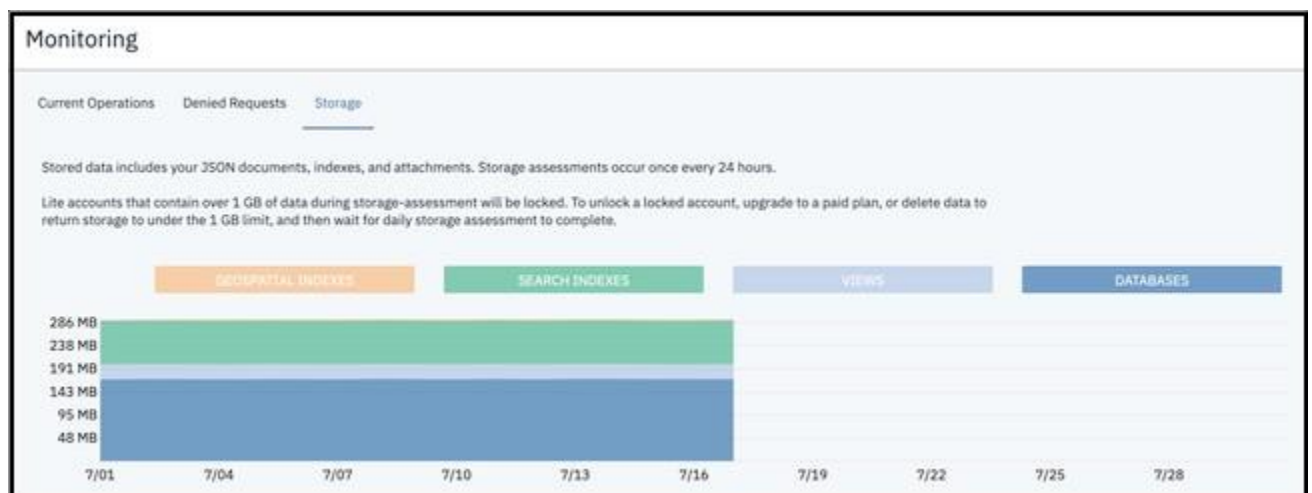 Monitoring
Current Operations Denied Requests Storage
Stored data includes your JSON documents, indexes, and attachments. Storage assessments occur once every 24 hours.
Lite accounts that contain over 1 GB of data during storage-assessment will be locked. To unlock a locked account, upgrade to a paid plan, or delete data to
return storage to under the 1 GB limit, and then wait for daily storage assessment to complete.
GEOSPATIAL INDEXES SEARCH INDEXES VIEWS DATABASES
286 MB
238 MB
191 MB
143 MB
95 MB
48 MB
7/01 7/04 7/07 7/10 7/13 7/16 7/19 7/22 7/25 7/28